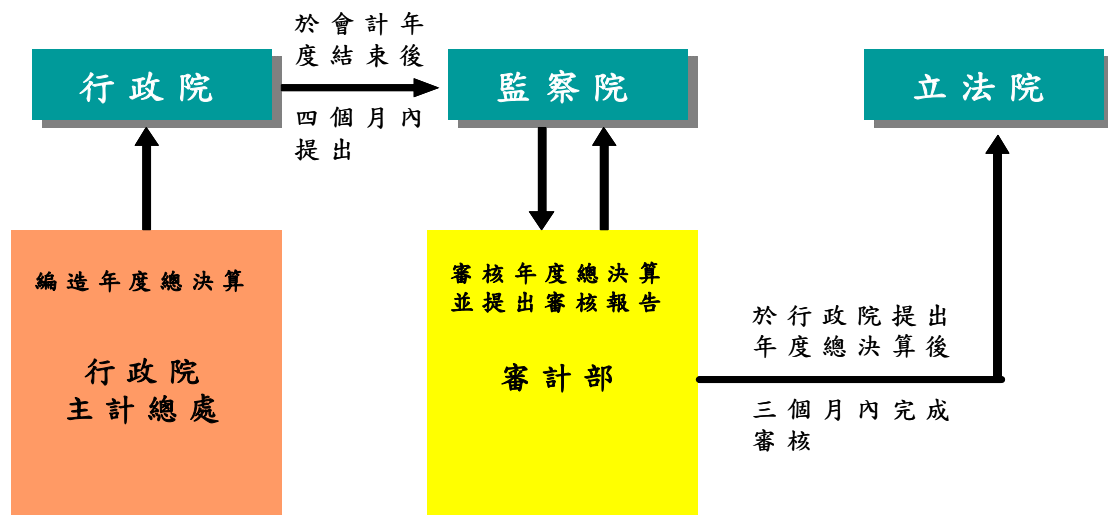 於會計年
度結束後
行政院
監察院
立法院
四個月內
提出
編造年度總決算
行政院
主計總處
審核年度總決算
並提出審核報告
審計部
於行政院提出
年度總決算後
三個月內完成
審核